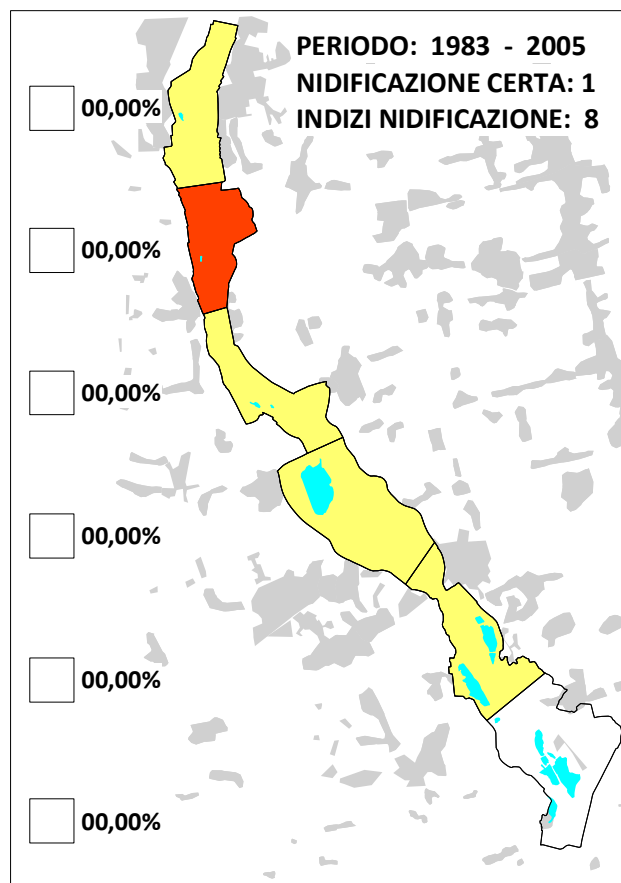 PERIODO: 1983 - 2005
NIDIFICAZIONE CERTA: 1
INDIZI NIDIFICAZIONE: 8
00,00%
00,00%
00,00%
00,00%
00,00%
00,00%